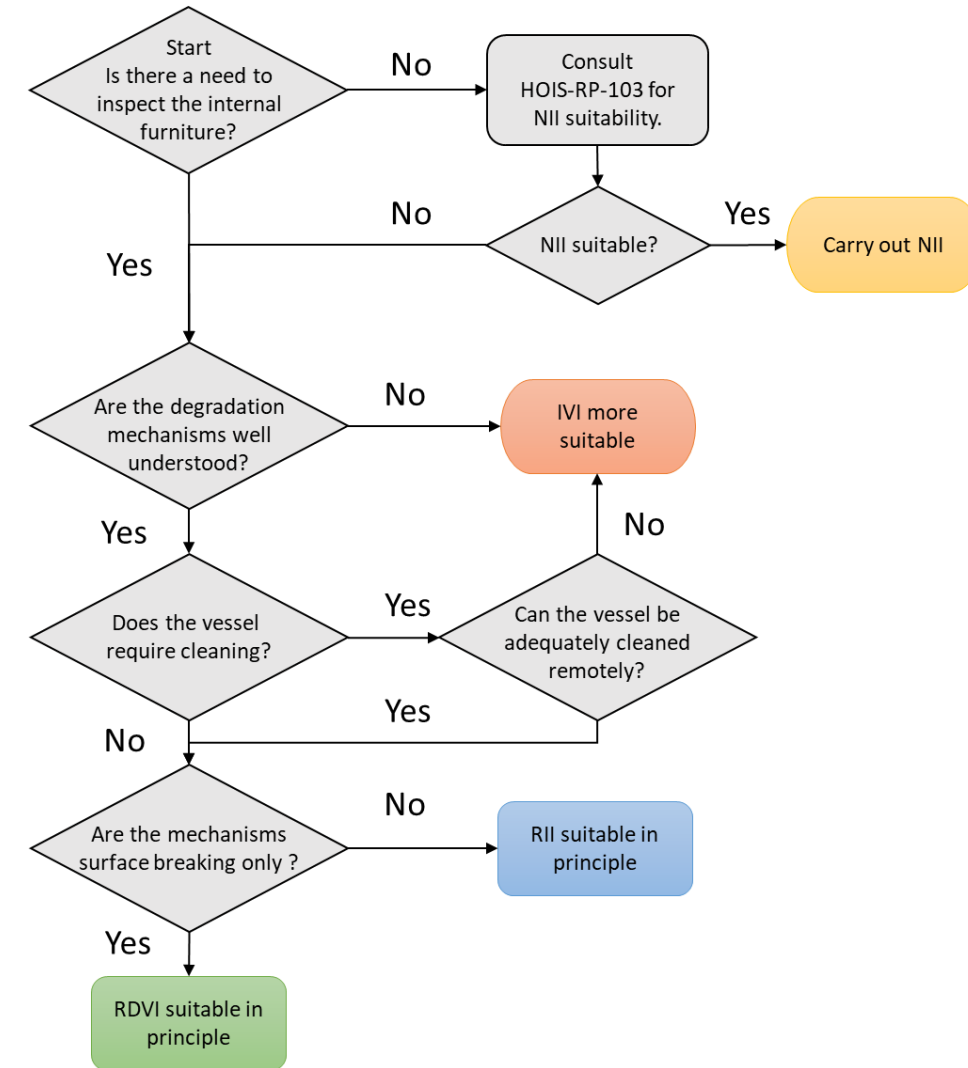 Start
Is there a need to
inspect the internal
furniture?
No
Consult
HOIS-RP-103 for
NII suitability.
No
NII suitable?
Yes
Carry out NII
Yes
Are the degradation
mechanisms well
understood?
No
IVI more
suitable
Yes
No
Does the vessel
require cleaning?
Yes
Can the vessel be
adequately cleaned
remotely?
Yes
No
Are the mechanisms
surface breaking only ?
No
RII suitable in
principle
Yes
RDVI suitable in
principle